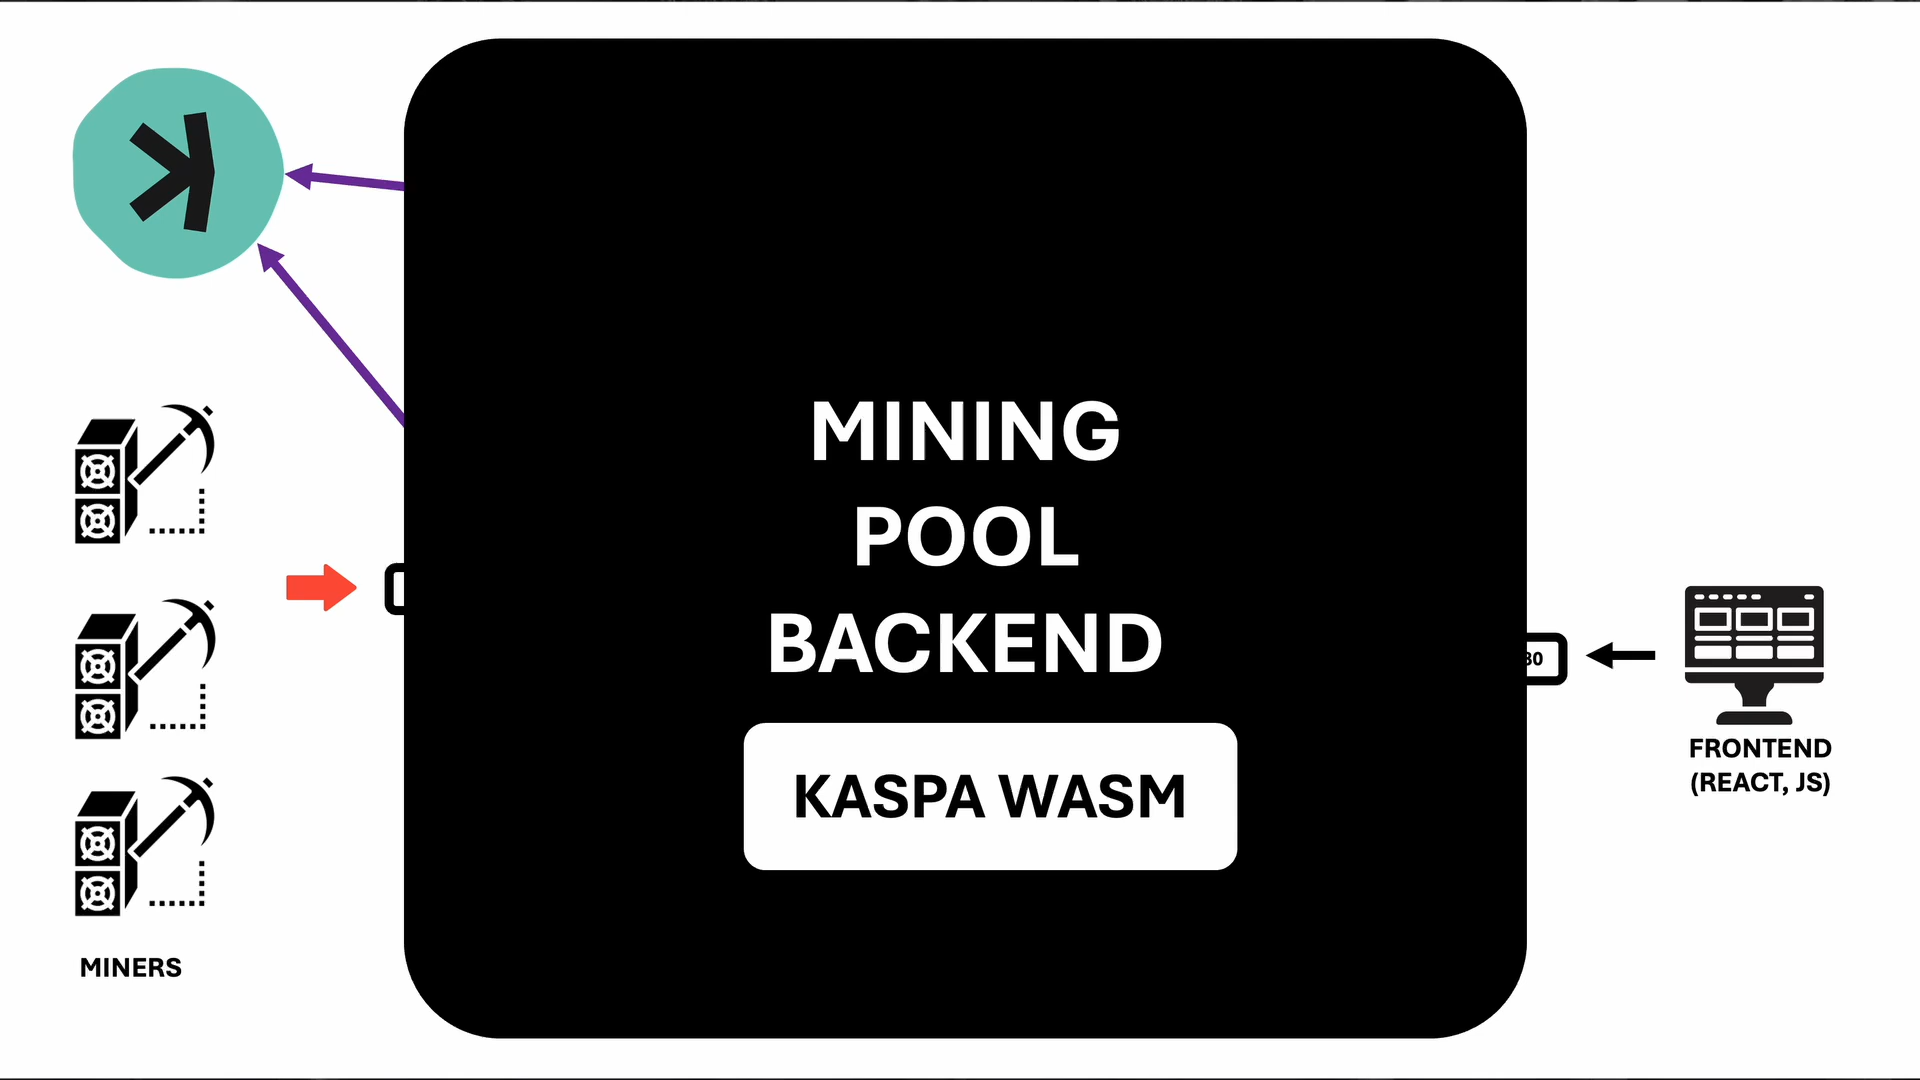 MINING
POOL
BACKEND
KASPA WASM
MINERS
FRONTEND
(REACT, JS)